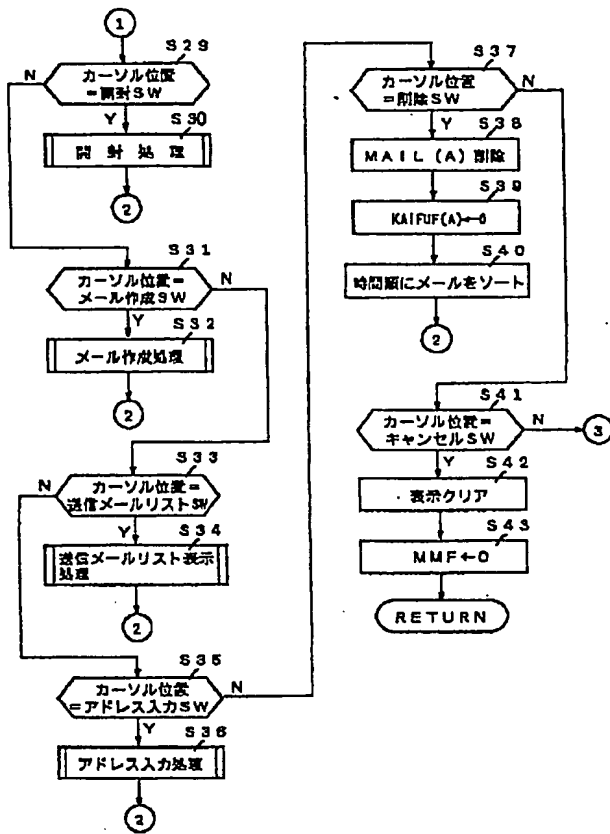 1
S29
カーソル位置
=開封SW
N
Y
S30
開封処理
2
S31
カーソル位置=
メール作成SW
N
Y
S32
メール作成処理
2
S33
カーソル位置=
送信メールリストSW
N
Y
S34
送信メールリスト表示
処理
2
S35
カーソル位置
=アドレス入力SW
N
Y
S36
アドレス入力処理
2
S37
カーソル位置
=削除SW
N
Y
S38
MAIL(A)削除
S39
KAIFUF(A)←0
S40
時間順にメールをソート
2
S41
カーソル位置=
キャンセルSW
N
3
Y
S42
表示クリア
S43
MMF←0
RETURN